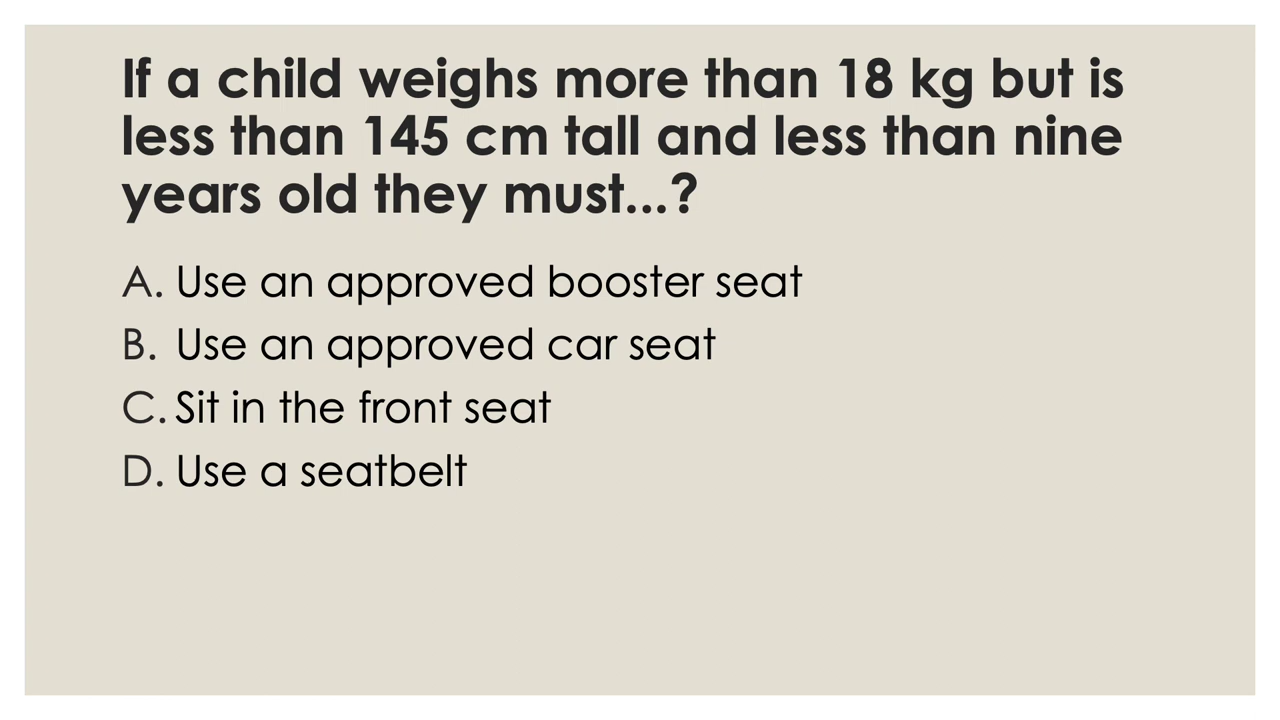 If a child weighs more than 18 kg but is
less than 145 cm tall and less than nine
years old they must...?
A. Use an approved booster seat
B. Use an approved car seat
C. Sit in the front seat
D. Use a seatbelt